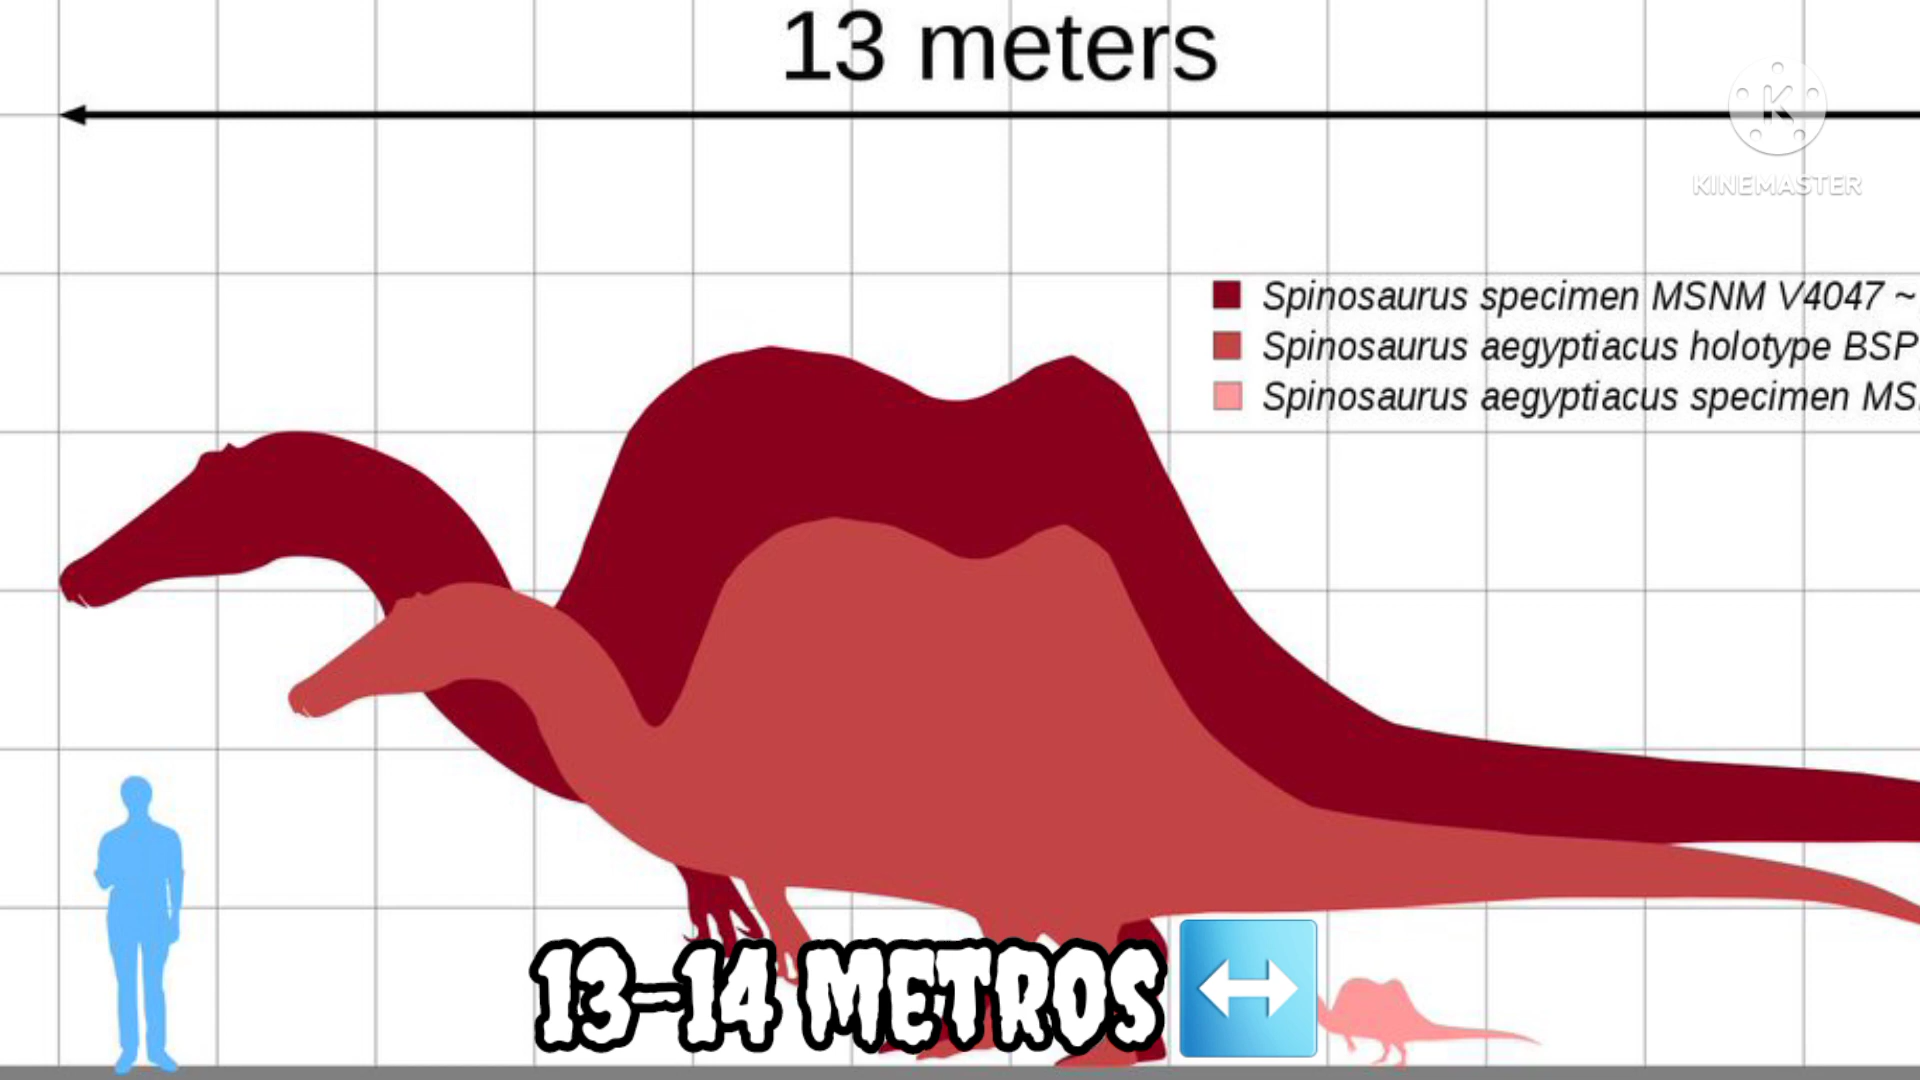 13 meters
KINEMASTER
Spinosaurus specimen MSNM V4047 ~
Spinosaurus aegyptiacus holotype BSP
Spinosaurus aegyptiacus specimen MS
13-14 METROS